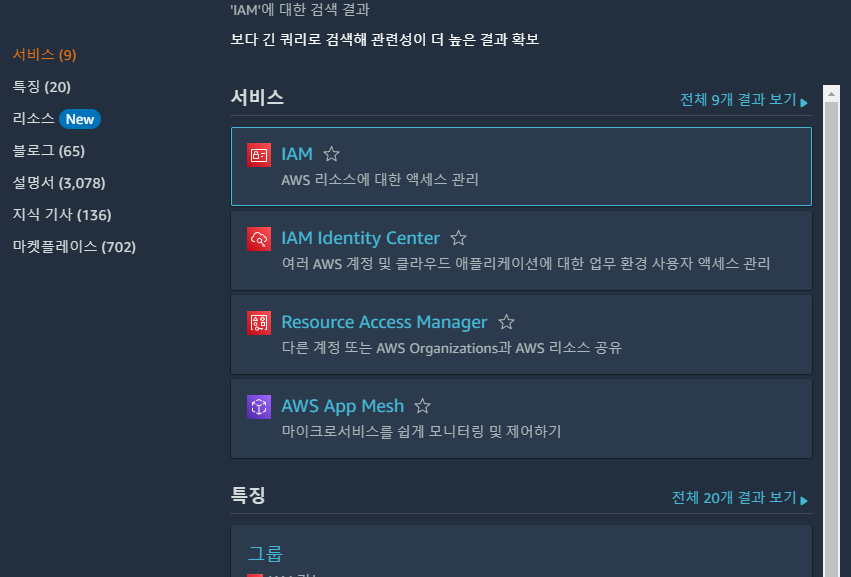 'IAM'에 대한 검색 결과
보다 긴 쿼리로 검색해 관련성이 더 높은 결과 확보
서비스 (9)
특징 (20)
리소스 New
블로그 (65)
설명서 (3,078)
지식 기사 (136)
마켓플레이스 (702)
서비스
전체 9개 결과 보기
IAM
AWS 리소스에 대한 액세스 관리
IAM Identity Center
여러 AWS 계정 및 클라우드 애플리케이션에 대한 업무 환경 사용자 액세스 관리
Resource Access Manager
다른 계정 또는 AWS Organizations과 AWS 리소스 공유
AWS App Mesh
마이크로서비스를 쉽게 모니터링 및 제어하기
특징
전체 20개 결과 보기
그룹